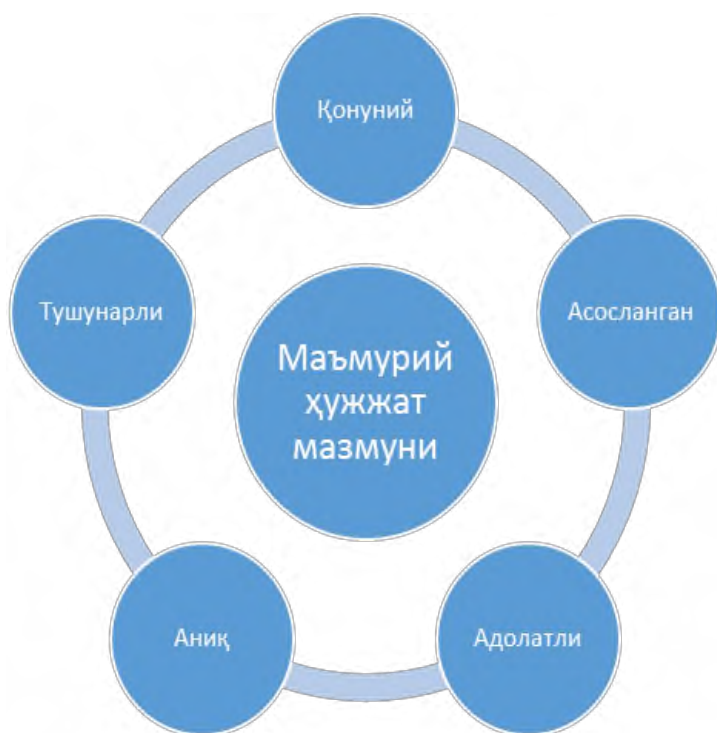 Қонуний
Тушунарли
Асосланган
Маъмурий
ҳужжат
мазмуни
Аниқ
Адолатли